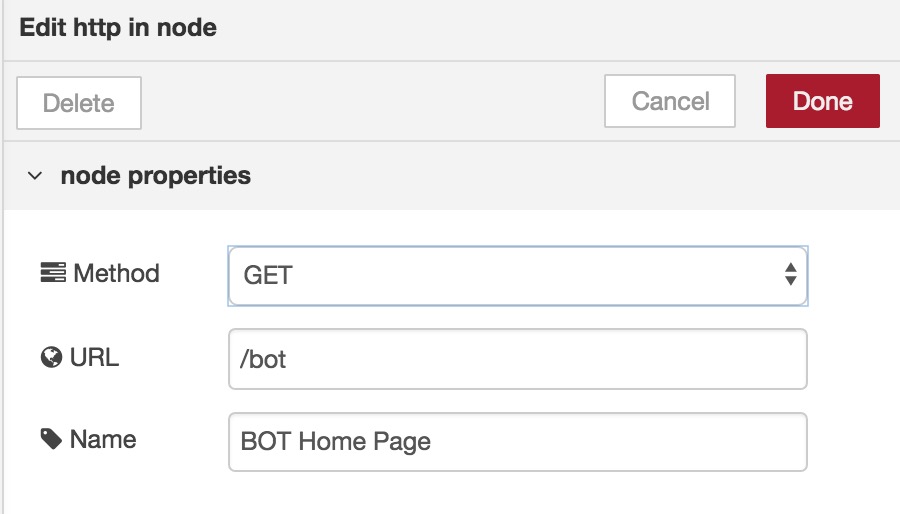 Edit http in node
Delete Cancel Done
node properties
Method GET
URL /bot
Name BOT Home Page